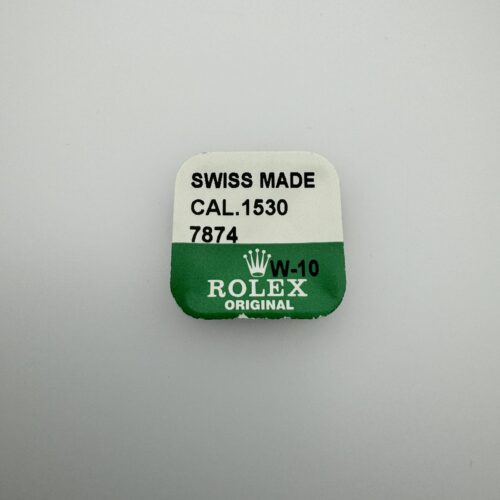 SWISS MADE
CAL.1530
7874
W-10
ROLEX
ORIGINAL